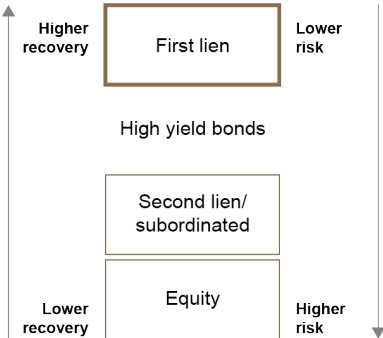 Higher
recovery
First lien
Lower
risk
High yield bonds
Second lien/
subordinated
Equity
Lower
recovery
Higher
risk